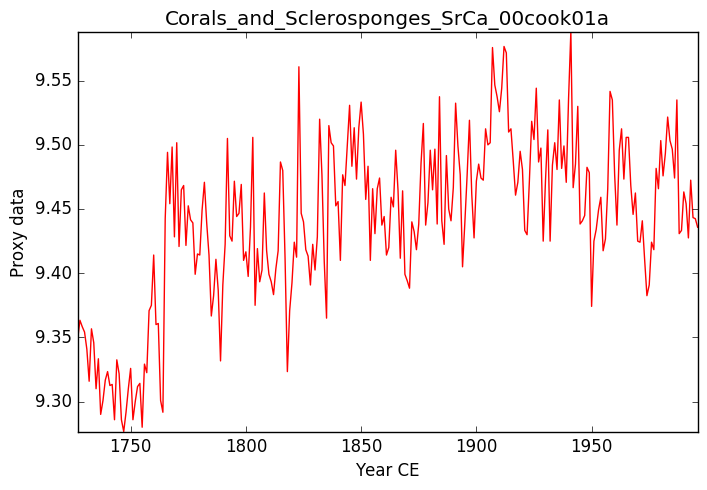 Corals_and_Sclerosponges_SrCa_00cook01a
9.55
9.50
9.45
9.40
9.35
9.30
Proxy data
1750 1800 1850 1900 1950
Year CE